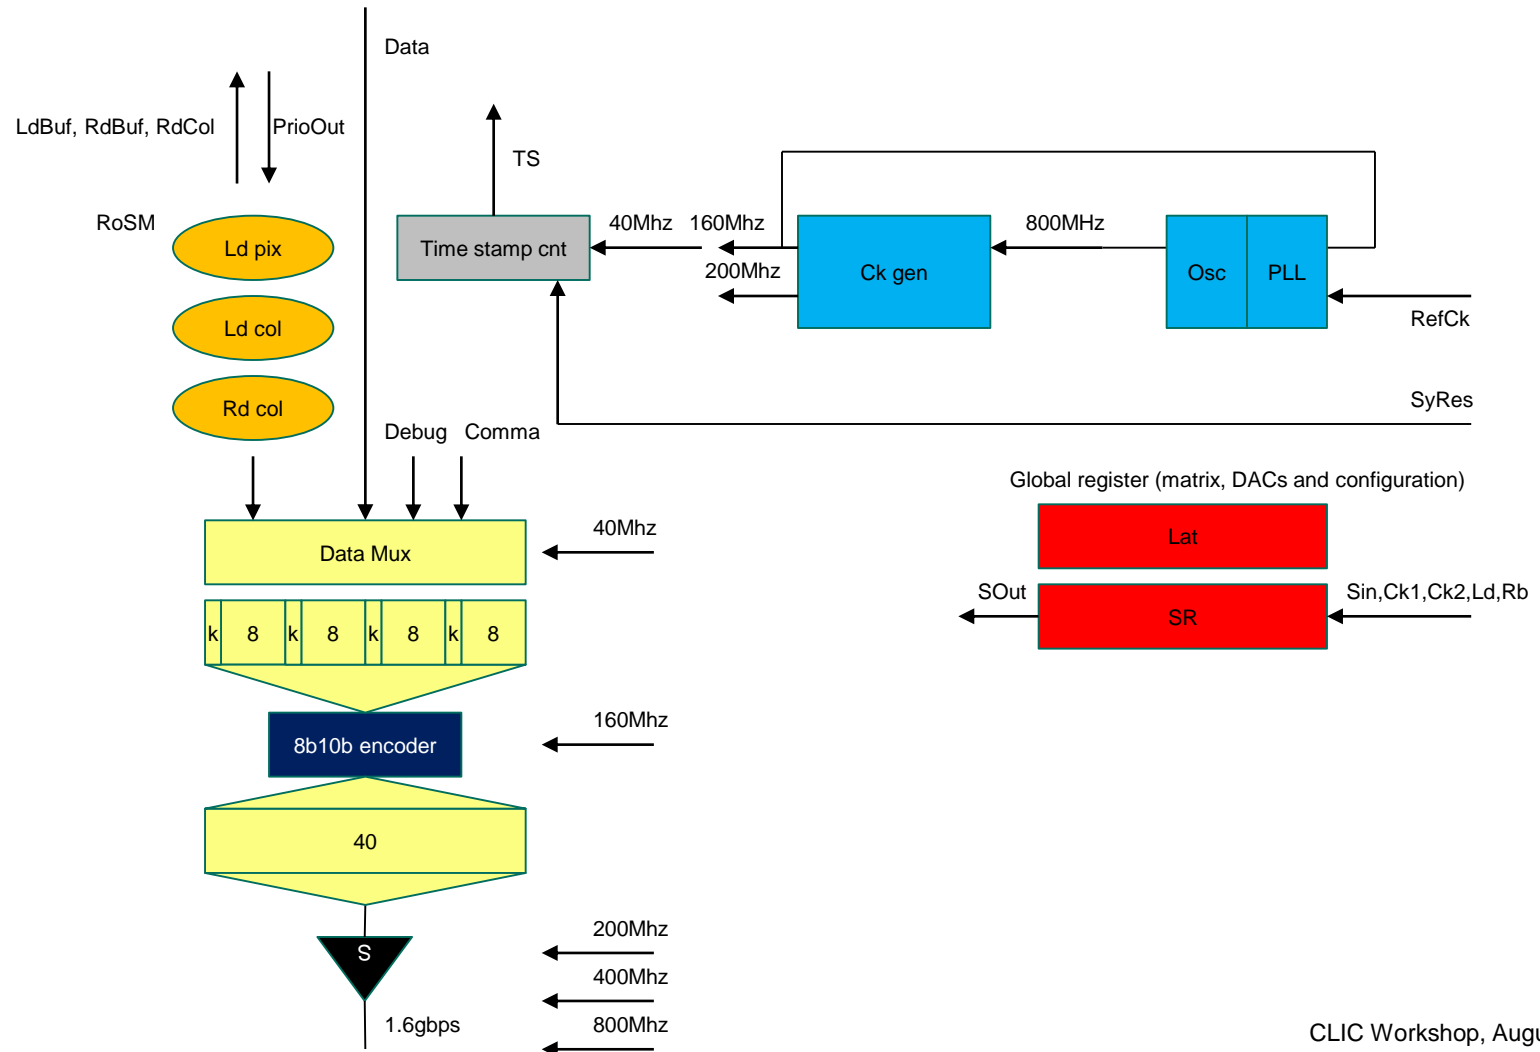 Data
LdBuf, RdBuf, RdCol
PrioOut
TS
RoSM
Ld pix
Time stamp cnt
40Mhz
160Mhz
200Mhz
Ck gen
800MHz
Osc
PLL
RefCk
Ld col
Rd col
SyRes
Debug
Comma
Global register (matrix, DACs and configuration)
Data Mux
40Mhz
Lat
SOut
SR
Sin,Ck1,Ck2,Ld,Rb
k 8 k 8 k 8 k 8
8b10b encoder
160Mhz
40
200Mhz
S
400Mhz
1.6gbps
800Mhz
CLIC Workshop, Augu